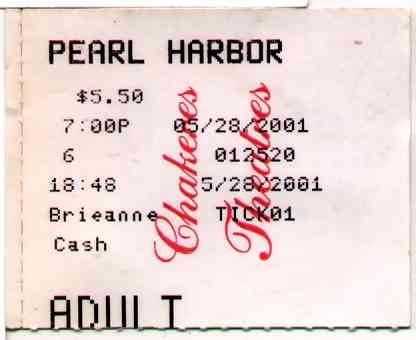 PEARL HARBOR
$5.50
7:00P 05/28/2001
6 012520
18:48 5/28/2001
Brieanne TICK01
Cash
ADULT
Chakeres
Theatres